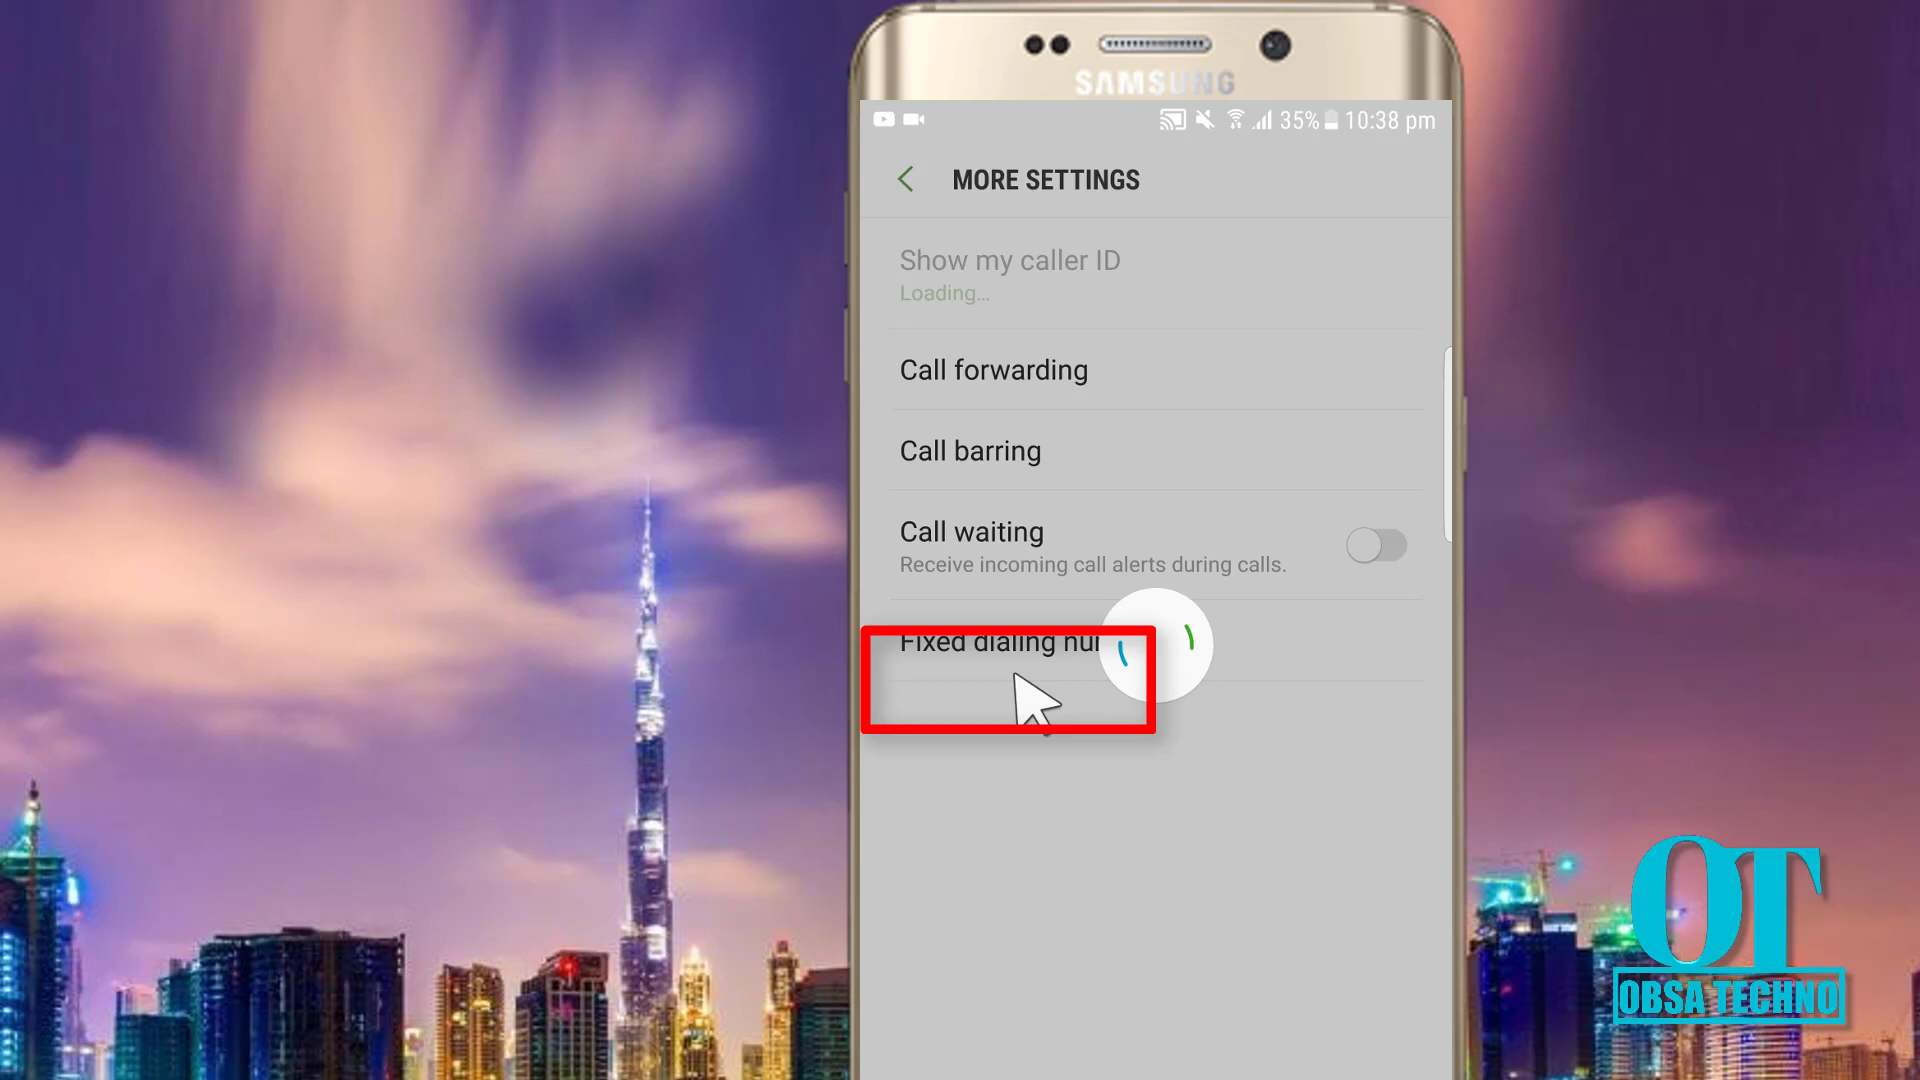 SAMSUNG
35% 10:38 pm
MORE SETTINGS
Show my caller ID
Loading...
Call forwarding
Call barring
Call waiting
Receive incoming call alerts during calls.
Fixed dialing
OT
OBSA TECHNO